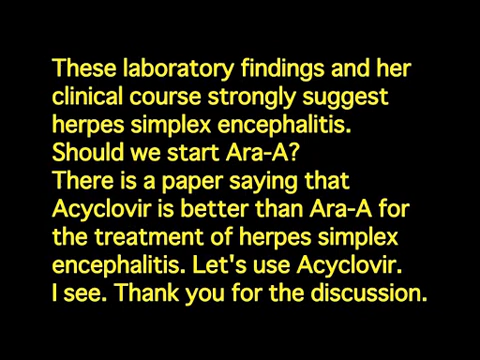 These laboratory findings and her
clinical course strongly suggest
herpes simplex encephalitis.
Should we start Ara-A?
There is a paper saying that
Acyclovir is better than Ara-A for
the treatment of herpes simplex
encephalitis. Let's use Acyclovir.
I see. Thank you for the discussion.